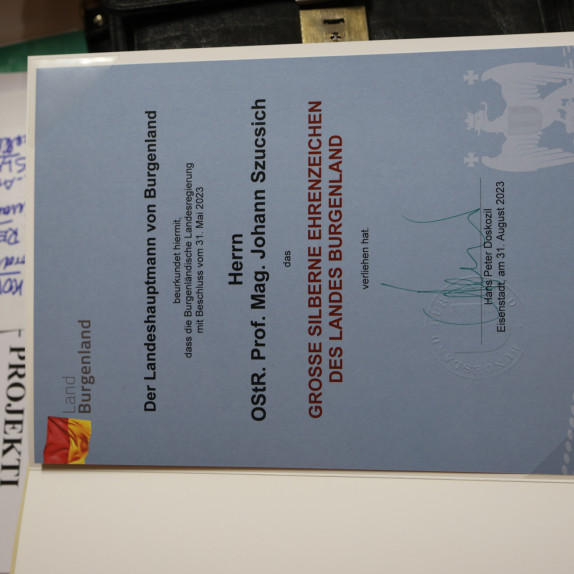 Land
Burgenland
Der Landeshauptmann von Burgenland
beurkundet hiermit,
dass die Burgenländische Landesregierung
mit Beschluss vom 31. Mai 2023
Herrn
OStR. Prof. Mag. Johann Szucsich
das
GROSSE SILBERNE EHRENZEICHEN
DES LANDES BURGENLAND
verliehen hat.
Hans Peter Doskozil
Eisenstadt, am 31. August 2023
PROJEKTI